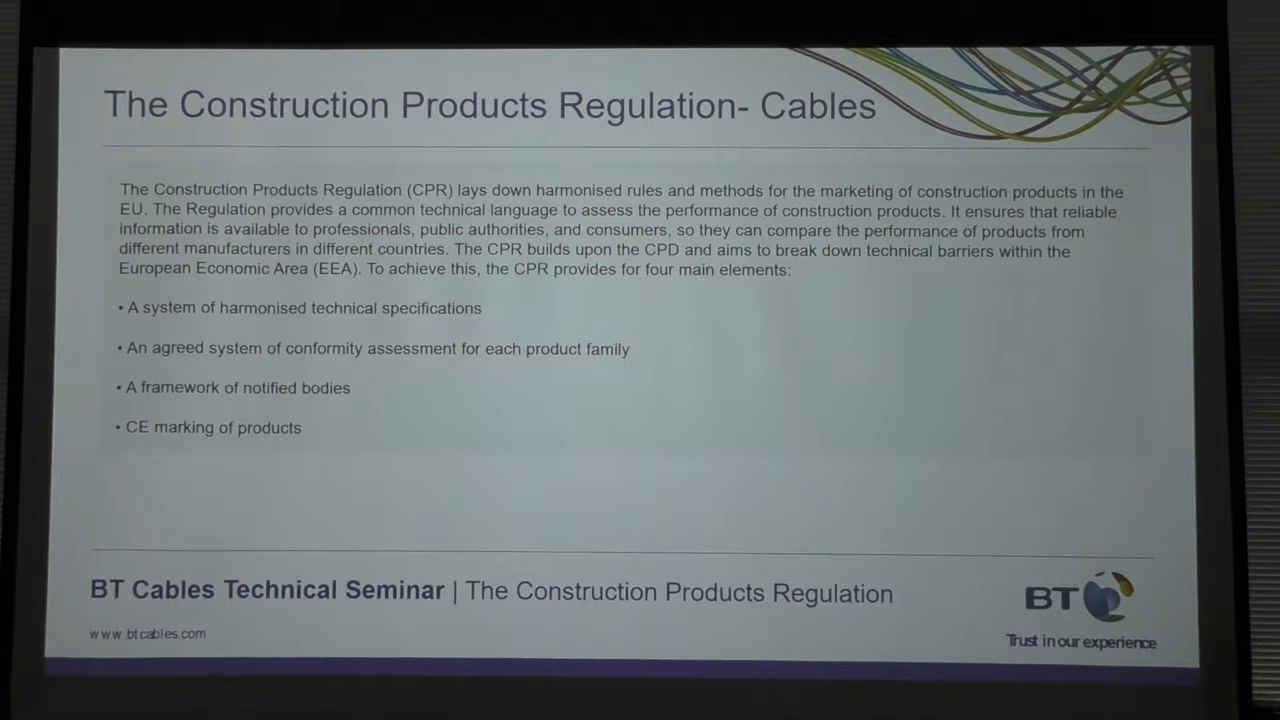 The Construction Products Regulation- Cables
The Construction Products Regulation (CPR) lays down harmonised rules and methods for the marketing of construction products in the
EU. The Regulation provides a common technical language to assess the performance of construction products. It ensures that reliable
information is available to professionals, public authorities, and consumers, so they can compare the performance of products from
different manufacturers in different countries. The CPR builds upon the CPD and aims to break down technical barriers within the
European Economic Area (EEA). To achieve this, the CPR provides for four main elements:
• A system of harmonised technical specifications
• An agreed system of conformity assessment for each product family
• A framework of notified bodies
• CE marking of products
BT Cables Technical Seminar | The Construction Products Regulation
www.btcables.com
BT
Trust in our experience